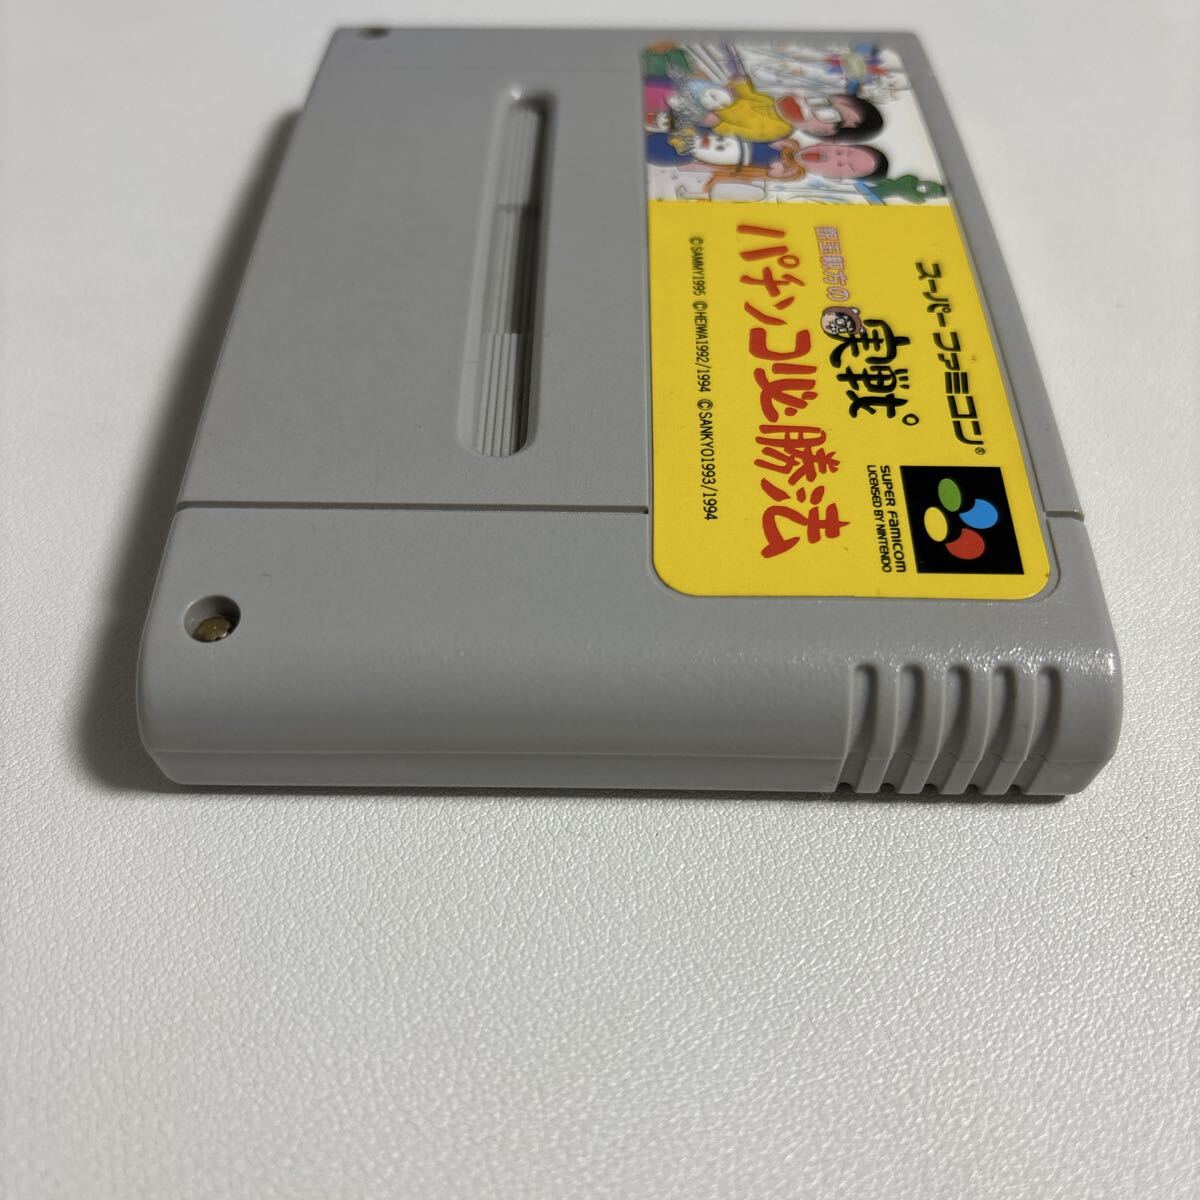 スーパーファミコン®
銀玉親方の
実戦
パチンコ必勝法
©SAMMY1995 ©HEIWA1992/1994 ©SANKYO1993/1994
SUPER FAMICOM
LICENSED BY NINTENDO